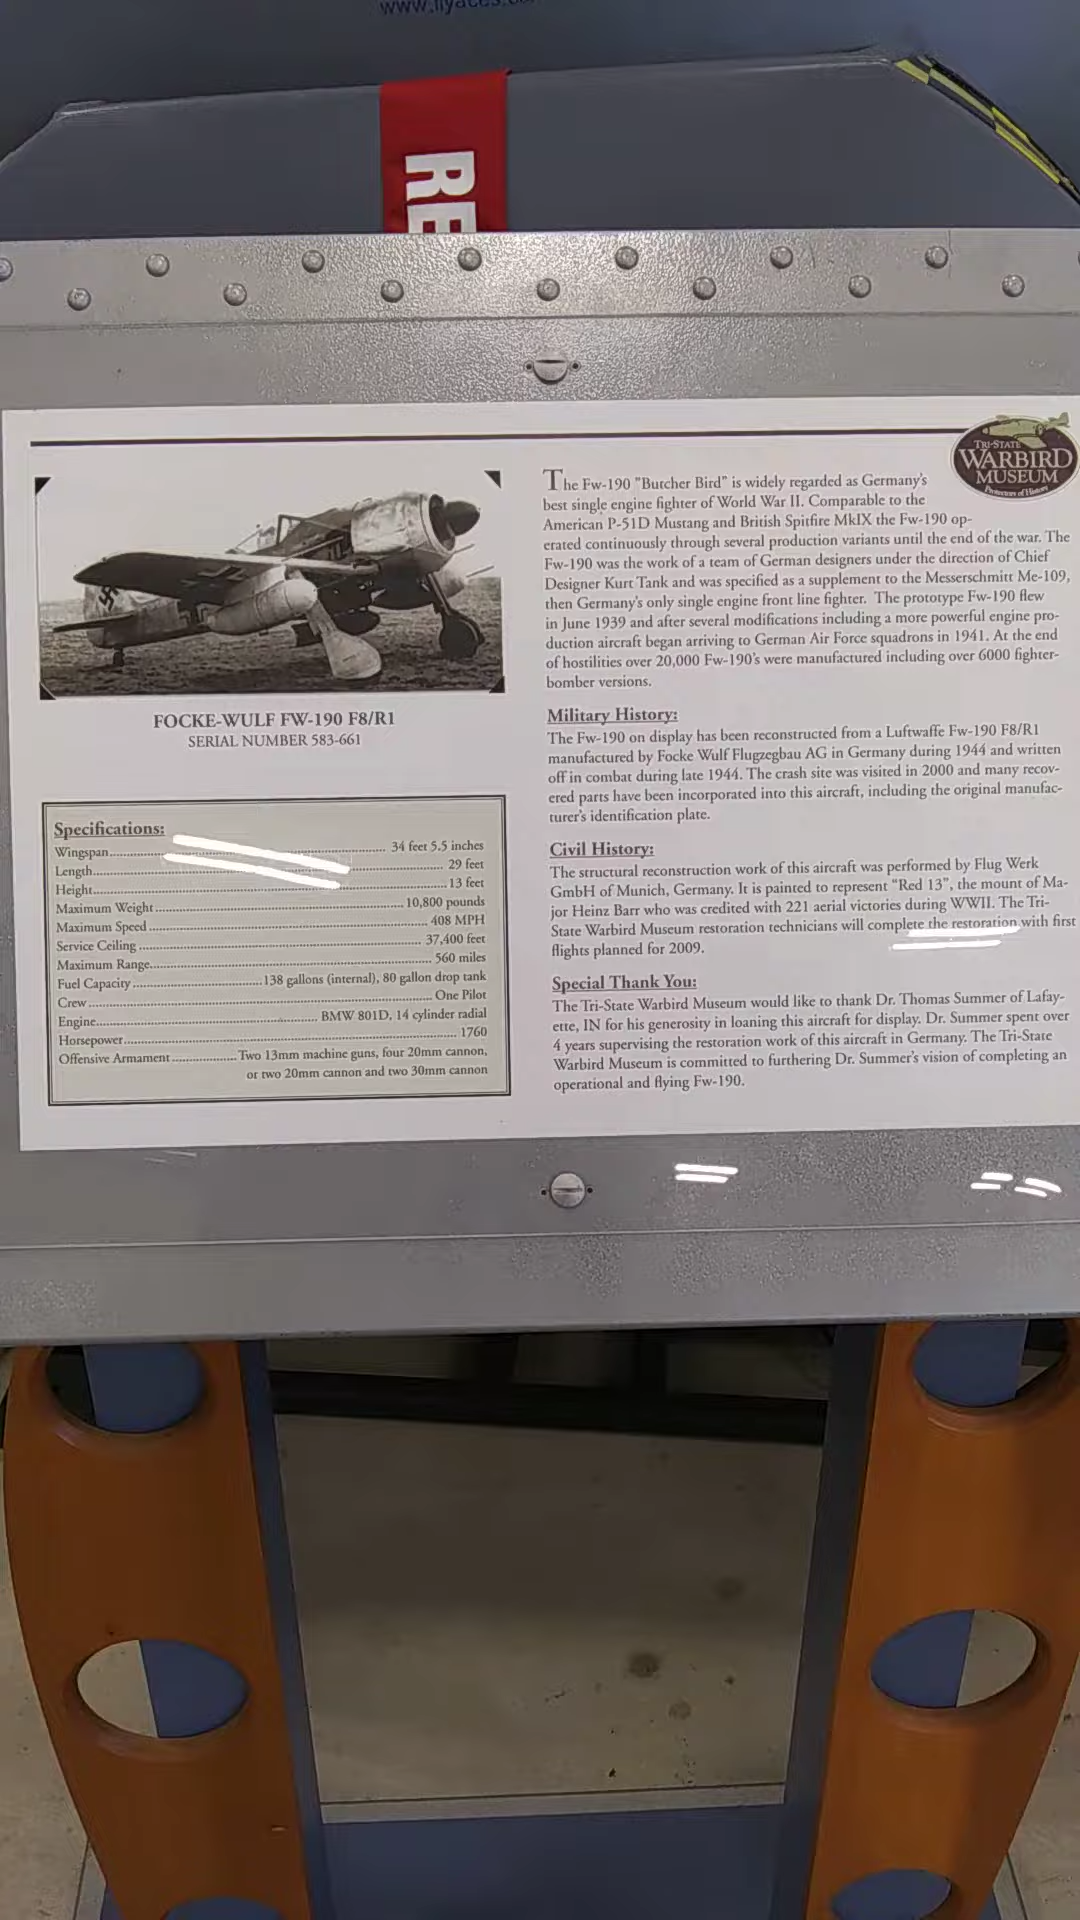 RE
TRI-STATE
WARBIRD
MUSEUM
Protectors of History
The Fw-190 "Butcher Bird" is widely regarded as Germany's
best single engine fighter of World War II. Comparable to the
American P-51D Mustang and British Spitfire MkIX the Fw-190 op-
erated continuously through several production variants until the end of the war. The
Fw-190 was the work of a team of German designers under the direction of Chief
Designer Kurt Tank and was specified as a supplement to the Messerschmitt Me-109,
then Germany's only single engine front line fighter. The prototype Fw-190 flew
in June 1939 and after several modifications including a more powerful engine pro-
duction aircraft began arriving to German Air Force squadrons in 1941. At the end
of hostilities over 20,000 Fw-190's were manufactured including over 6000 fighter-
bomber versions.
FOCKE-WULF FW-190 F8/R1
SERIAL NUMBER 583-661
Specifications:
Wingspan.......... 34 feet 5.5 inches
Length.......... 29 feet
Height.......... 13 feet
Maximum Weight.......... 10,800 pounds
Maximum Speed.......... 408 MPH
Service Ceiling.......... 37,400 feet
Maximum Range.......... 560 miles
Fuel Capacity.......... 138 gallons (internal), 80 gallon drop tank
Crew.......... One Pilot
Engine.......... BMW 801D, 14 cylinder radial
Horsepower.......... 1760
Offensive Armament.......... Two 13mm machine guns, four 20mm cannon,
or two 20mm cannon and two 30mm cannon
Military History:
The Fw-190 on display has been reconstructed from a Luftwaffe Fw-190 F8/R1
manufactured by Focke Wulf Flugzegbau AG in Germany during 1944 and written
off in combat during late 1944. The crash site was visited in 2000 and many recov-
ered parts have been incorporated into this aircraft, including the original manufac-
turer's identification plate.
Civil History:
The structural reconstruction work of this aircraft was performed by Flug Werk
GmbH of Munich, Germany. It is painted to represent "Red 13", the mount of Ma-
jor Heinz Barr who was credited with 221 aerial victories during WWII. The Tri-
State Warbird Museum restoration technicians will complete the restoration with first
flights planned for 2009.
Special Thank You:
The Tri-State Warbird Museum would like to thank Dr. Thomas Summer of Lafay-
ette, IN for his generosity in loaning this aircraft for display. Dr. Summer spent over
4 years supervising the restoration work of this aircraft in Germany. The Tri-State
Warbird Museum is committed to furthering Dr. Summer's vision of completing an
operational and flying Fw-190.